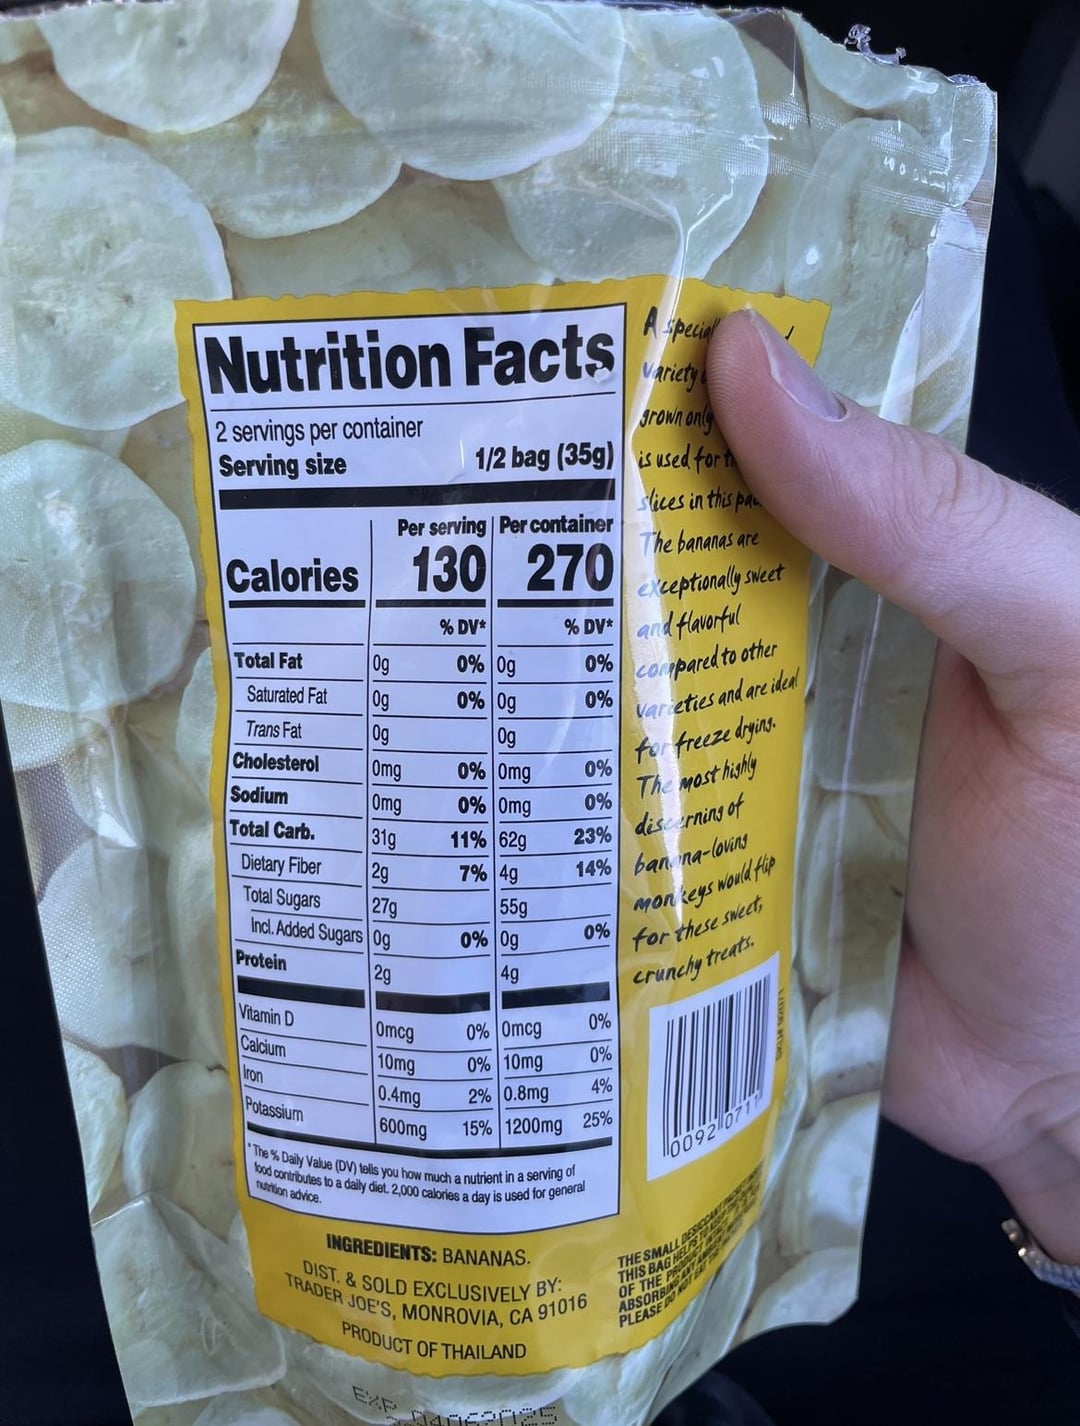 Nutrition Facts
2 servings per container
Serving size 1/2 bag (35g)
Per serving Per container
Calories 130 270
% DV* % DV*
Total Fat 0g 0% 0g 0%
Saturated Fat 0g 0% 0g 0%
Trans Fat 0g 0g
Cholesterol 0mg 0% 0mg 0%
Sodium 0mg 0% 0mg 0%
Total Carb. 31g 11% 62g 23%
Dietary Fiber 2g 7% 4g 14%
Total Sugars 27g 55g
Incl. Added Sugars 0g 0% 0g 0%
Protein 2g 4g
Vitamin D 0mcg 0% 0mcg 0%
Calcium 10mg 0% 10mg 0%
Iron 0.4mg 2% 0.8mg 4%
Potassium 600mg 15% 1200mg 25%
* The % Daily Value (DV) tells you how much a nutrient in a serving of
food contributes to a daily diet. 2,000 calories a day is used for general
nutrition advice.
INGREDIENTS: BANANAS.
DIST. & SOLD EXCLUSIVELY BY:
TRADER JOE'S, MONROVIA, CA 91016
PRODUCT OF THAILAND
A
variety
grown only
is used for
slices in this
The bananas are
exceptionally sweet
and flavorful
compared to other
varieties and are ideal
for freeze drying.
The most highly
discerning of
banana-loving
monkeys would flip
for these sweet,
crunchy treats.
0092 0711
THE SMALL DESICCANT
THIS BAG HELPS TO
OF THE PRODUCT
ABSORBING ANY
PLEASE DO NOT EAT
EXP